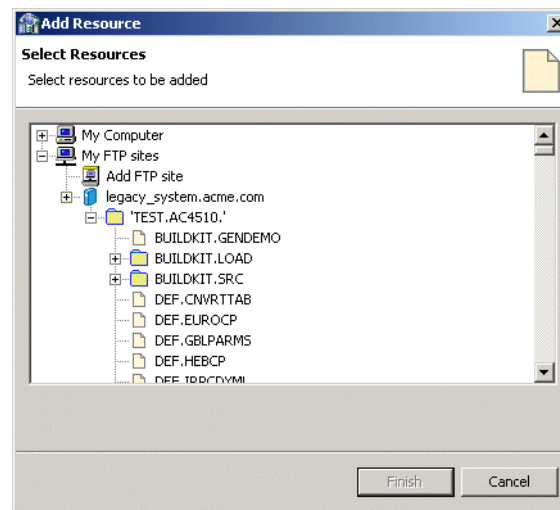 Add Resource
Select Resources
Select resources to be added
My Computer
My FTP sites
Add FTP site
legacy_system.acme.com
'TEST.AC4510.'
BUILDKIT.GENDEMO
BUILDKIT.LOAD
BUILDKIT.SRC
DEF.CNVRTTAB
DEF.EUROCP
DEF.GBLPARMS
DEF.HEBCP
Finish Cancel